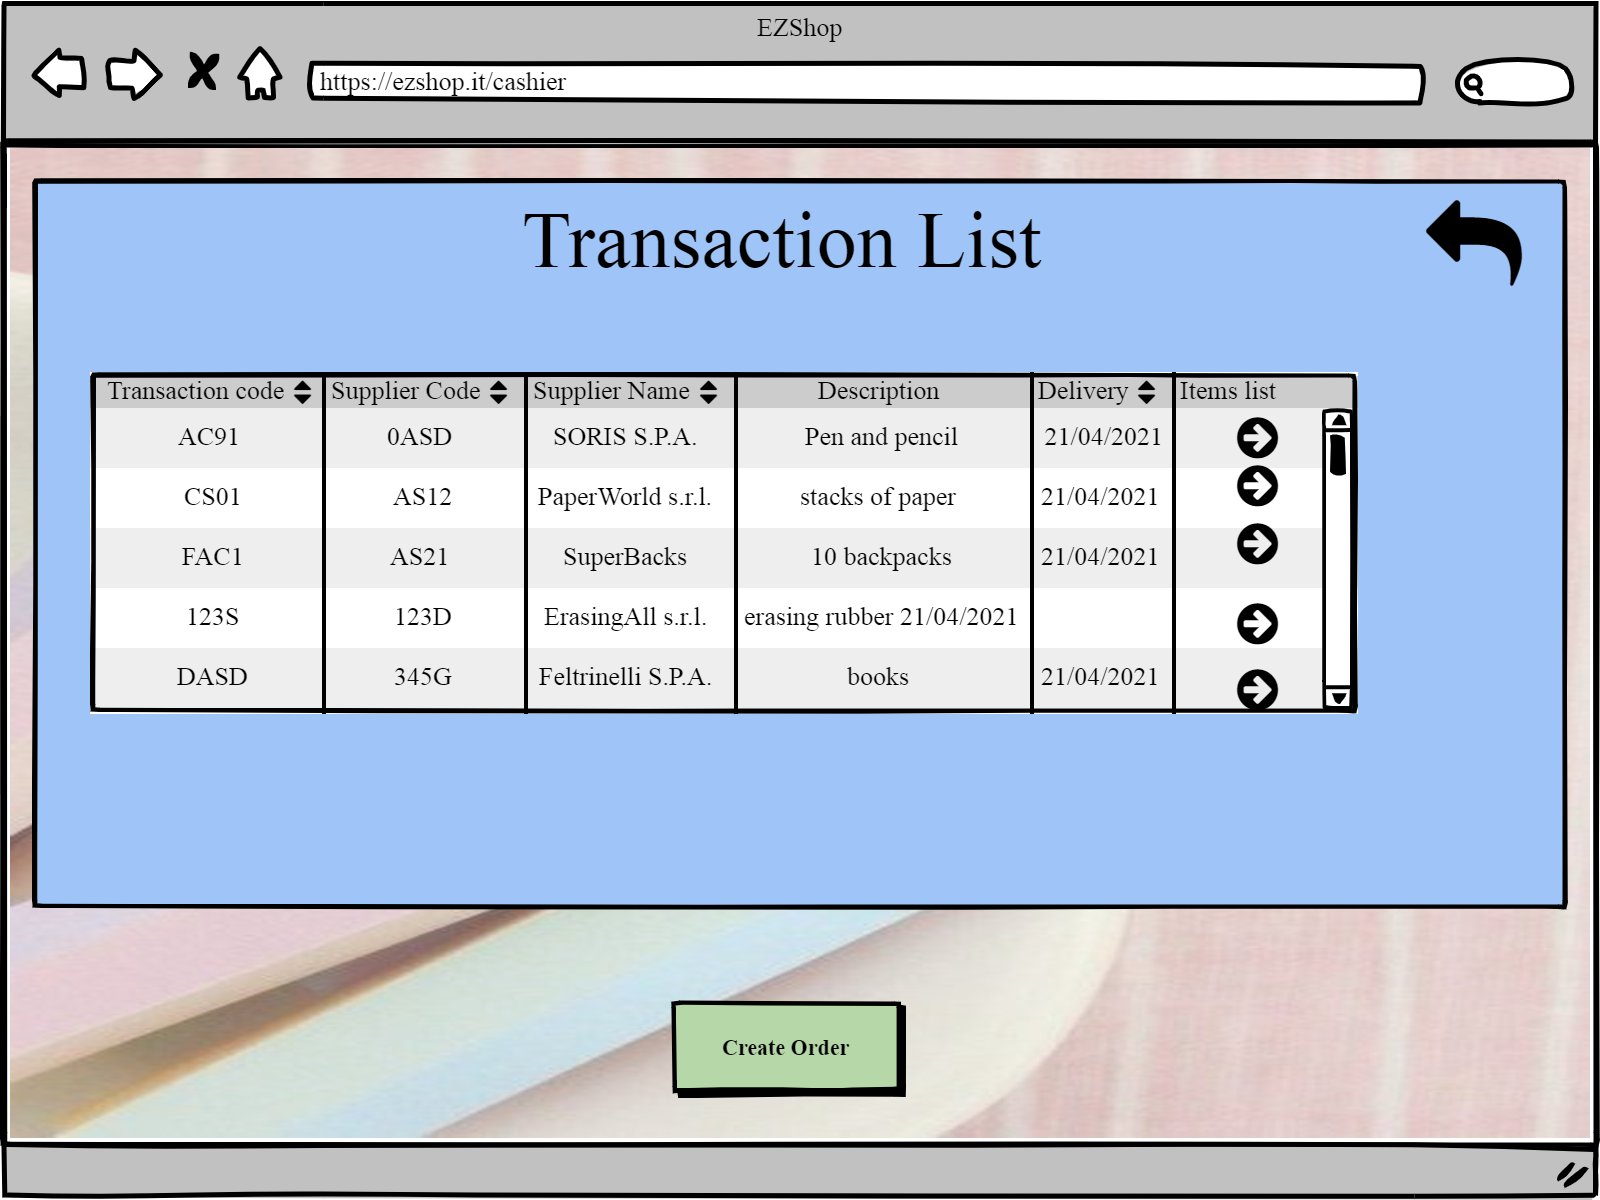 EZShop
https://ezshop.it/cashier
Transaction List
Transaction code Supplier Code Supplier Name Description Delivery Items list
AC91 0ASD SORIS S.P.A. Pen and pencil 21/04/2021
CS01 AS12 PaperWorld s.r.l. stacks of paper 21/04/2021
FAC1 AS21 SuperBacks 10 backpacks 21/04/2021
123S 123D ErasingAll s.r.l. erasing rubber 21/04/2021
DASD 345G Feltrinelli S.P.A. books 21/04/2021
Create Order